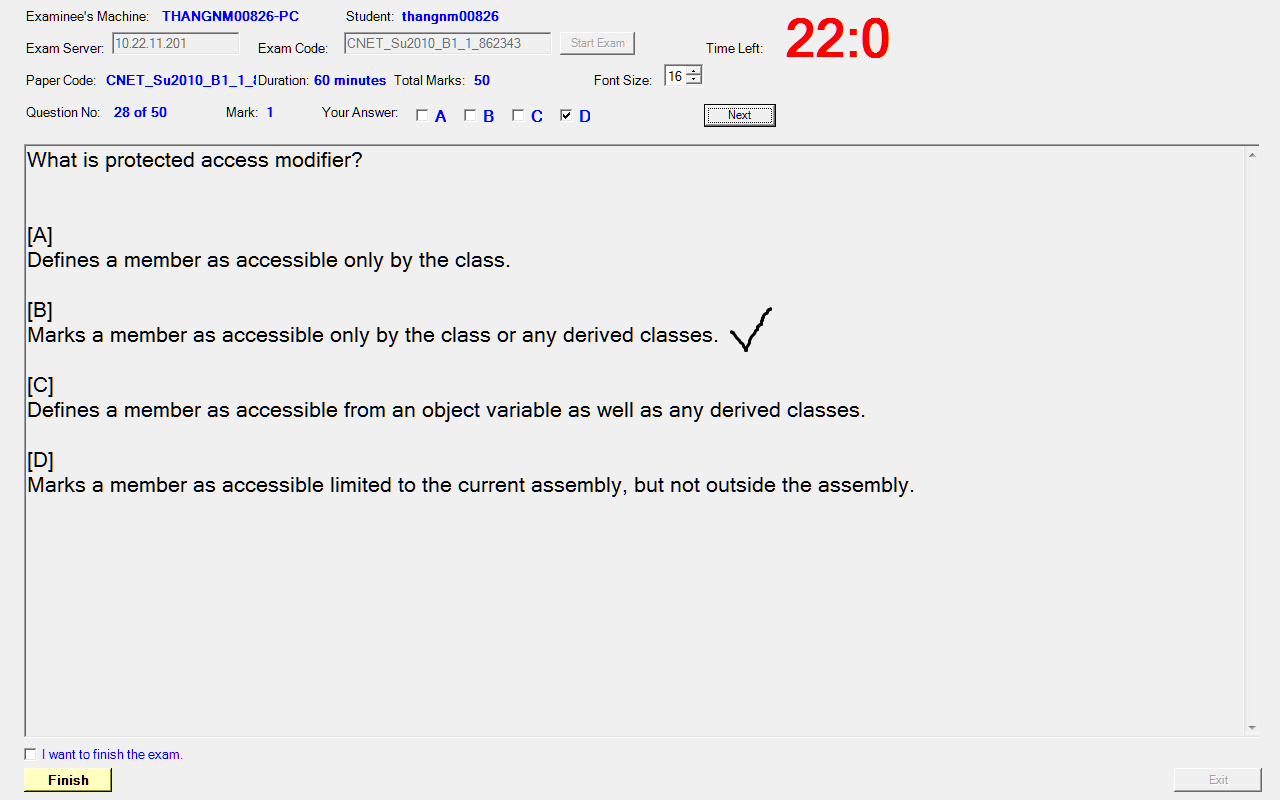 Examinee's Machine: THANGNM00826-PC Student: thangnm00826
Exam Server: 10.22.11.201 Exam Code: CNET_Su2010_B1_1_862343 Start Exam Time Left: 22:0
Paper Code: CNET_Su2010_B1_1_ Duration: 60 minutes Total Marks: 50 Font Size: 16
Question No: 28 of 50 Mark: 1 Your Answer: A B C D Next
What is protected access modifier?
[A]
Defines a member as accessible only by the class.
[B]
Marks a member as accessible only by the class or any derived classes.
[C]
Defines a member as accessible from an object variable as well as any derived classes.
[D]
Marks a member as accessible limited to the current assembly, but not outside the assembly.
I want to finish the exam.
Finish Exit